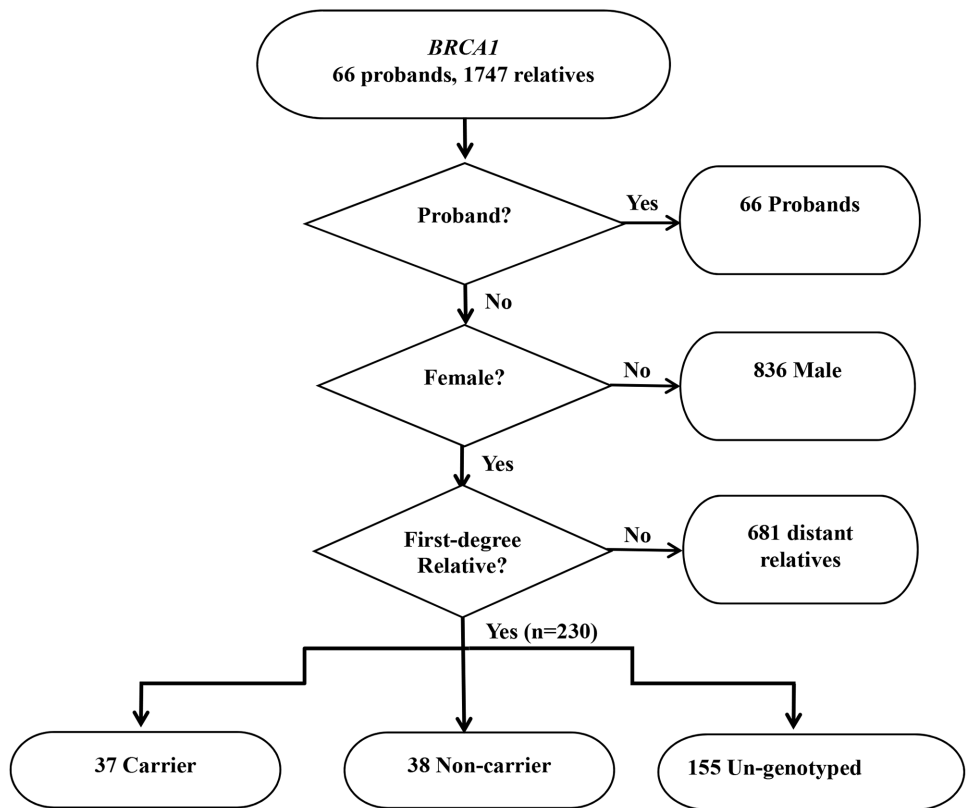 BRCA1
66 probands, 1747 relatives
Proband?
Yes
66 Probands
No
Female?
No
836 Male
Yes
First-degree
Relative?
No
681 distant
relatives
Yes (n=230)
37 Carrier
38 Non-carrier
155 Un-genotyped